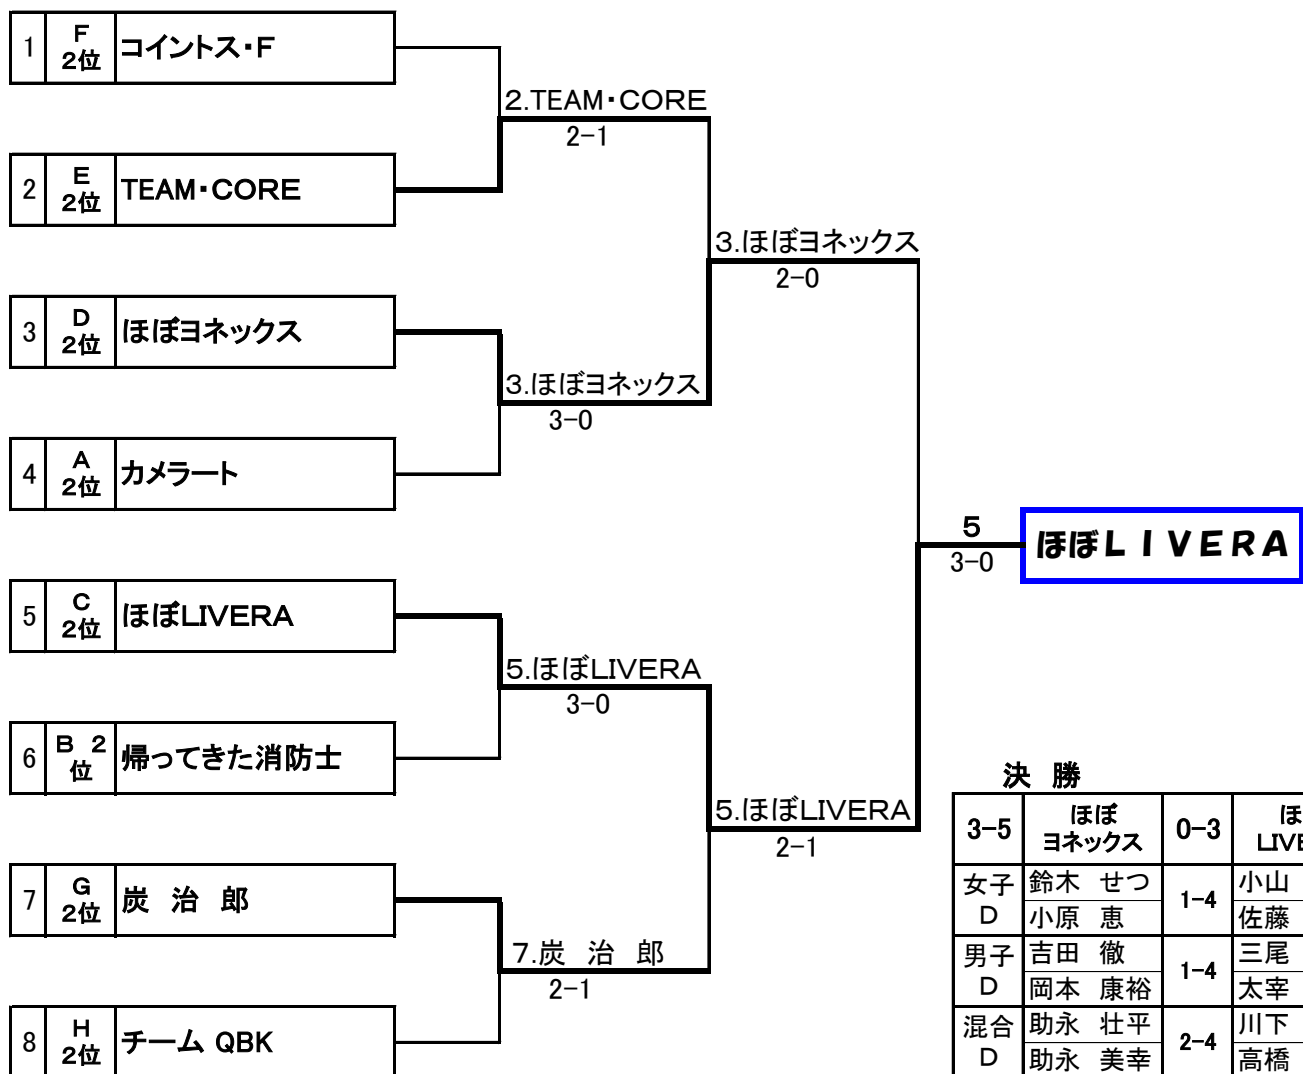 1 F 2位 コイントス・F
2.TEAM・CORE
2-1
2 E 2位 TEAM・CORE
3.ほぼヨネックス
2-0
3 D 2位 ほぼヨネックス
3.ほぼヨネックス
3-0
4 A 2位 カメラート
5
3-0
ほぼＬＩＶＥＲＡ
5 C 2位 ほぼLIVERA
5.ほぼLIVERA
3-0
6 B 2位 帰ってきた消防士
5.ほぼLIVERA
2-1
7 G 2位 炭 治 郎
7.炭 治 郎
2-1
8 H 2位 チーム QBK
決 勝
3-5 ほぼヨネックス 0-3
女子D 鈴木 せつ 1-4 小山
小原 恵 佐藤
男子D 吉田 徹 1-4 三尾
岡本 康裕 太宰
混合D 助永 壮平 2-4 川下
助永 美幸 高橋